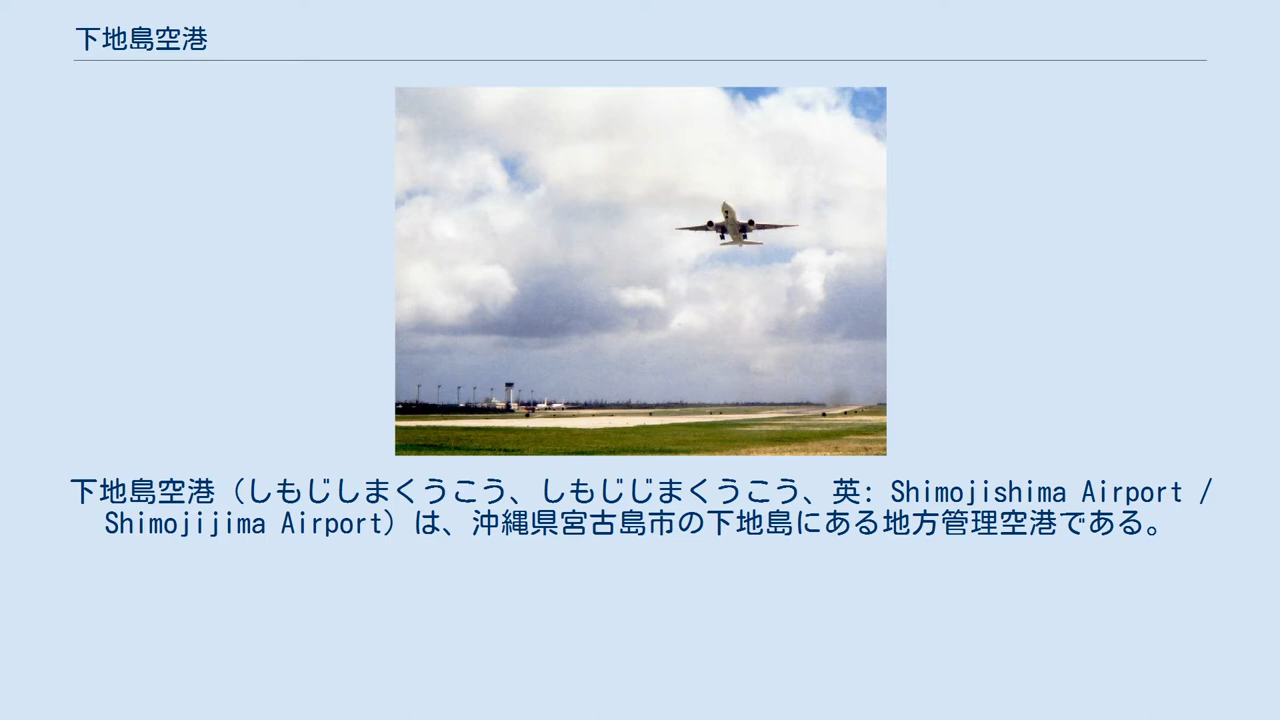 下地島空港
下地島空港（しもじしまくうこう、しもじじまくうこう、英: Shimojishima Airport /
Shimojijima Airport）は、沖縄県宮古島市の下地島にある地方管理空港である。